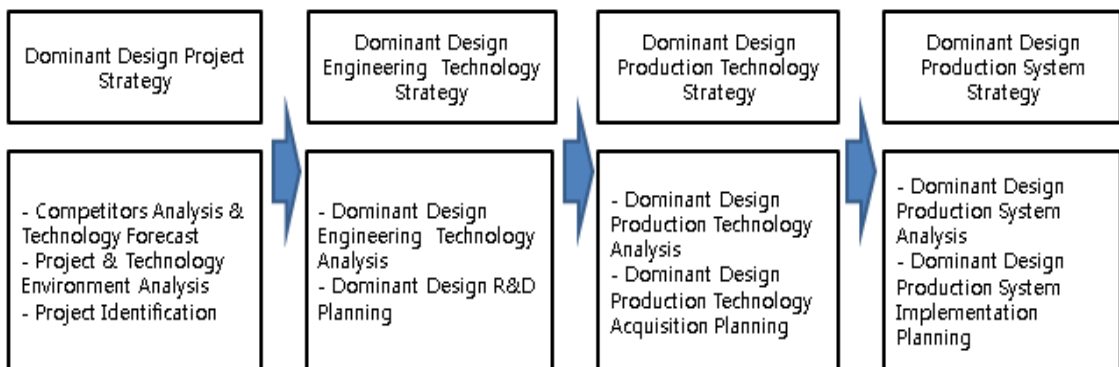 Dominant Design Project
Strategy
Dominant Design
Engineering Technology
Strategy
Dominant Design
Production Technology
Strategy
Dominant Design
Production System
Strategy
- Competitors Analysis &
Technology Forecast
- Project & Technology
Environment Analysis
- Project Identification
- Dominant Design
Engineering Technology
Analysis
- Dominant Design R&D
Planning
- Dominant Design
Production Technology
Analysis
- Dominant Design
Production Technology
Acquisition Planning
- Dominant Design
Production System
Analysis
- Dominant Design
Production System
Implementation
Planning